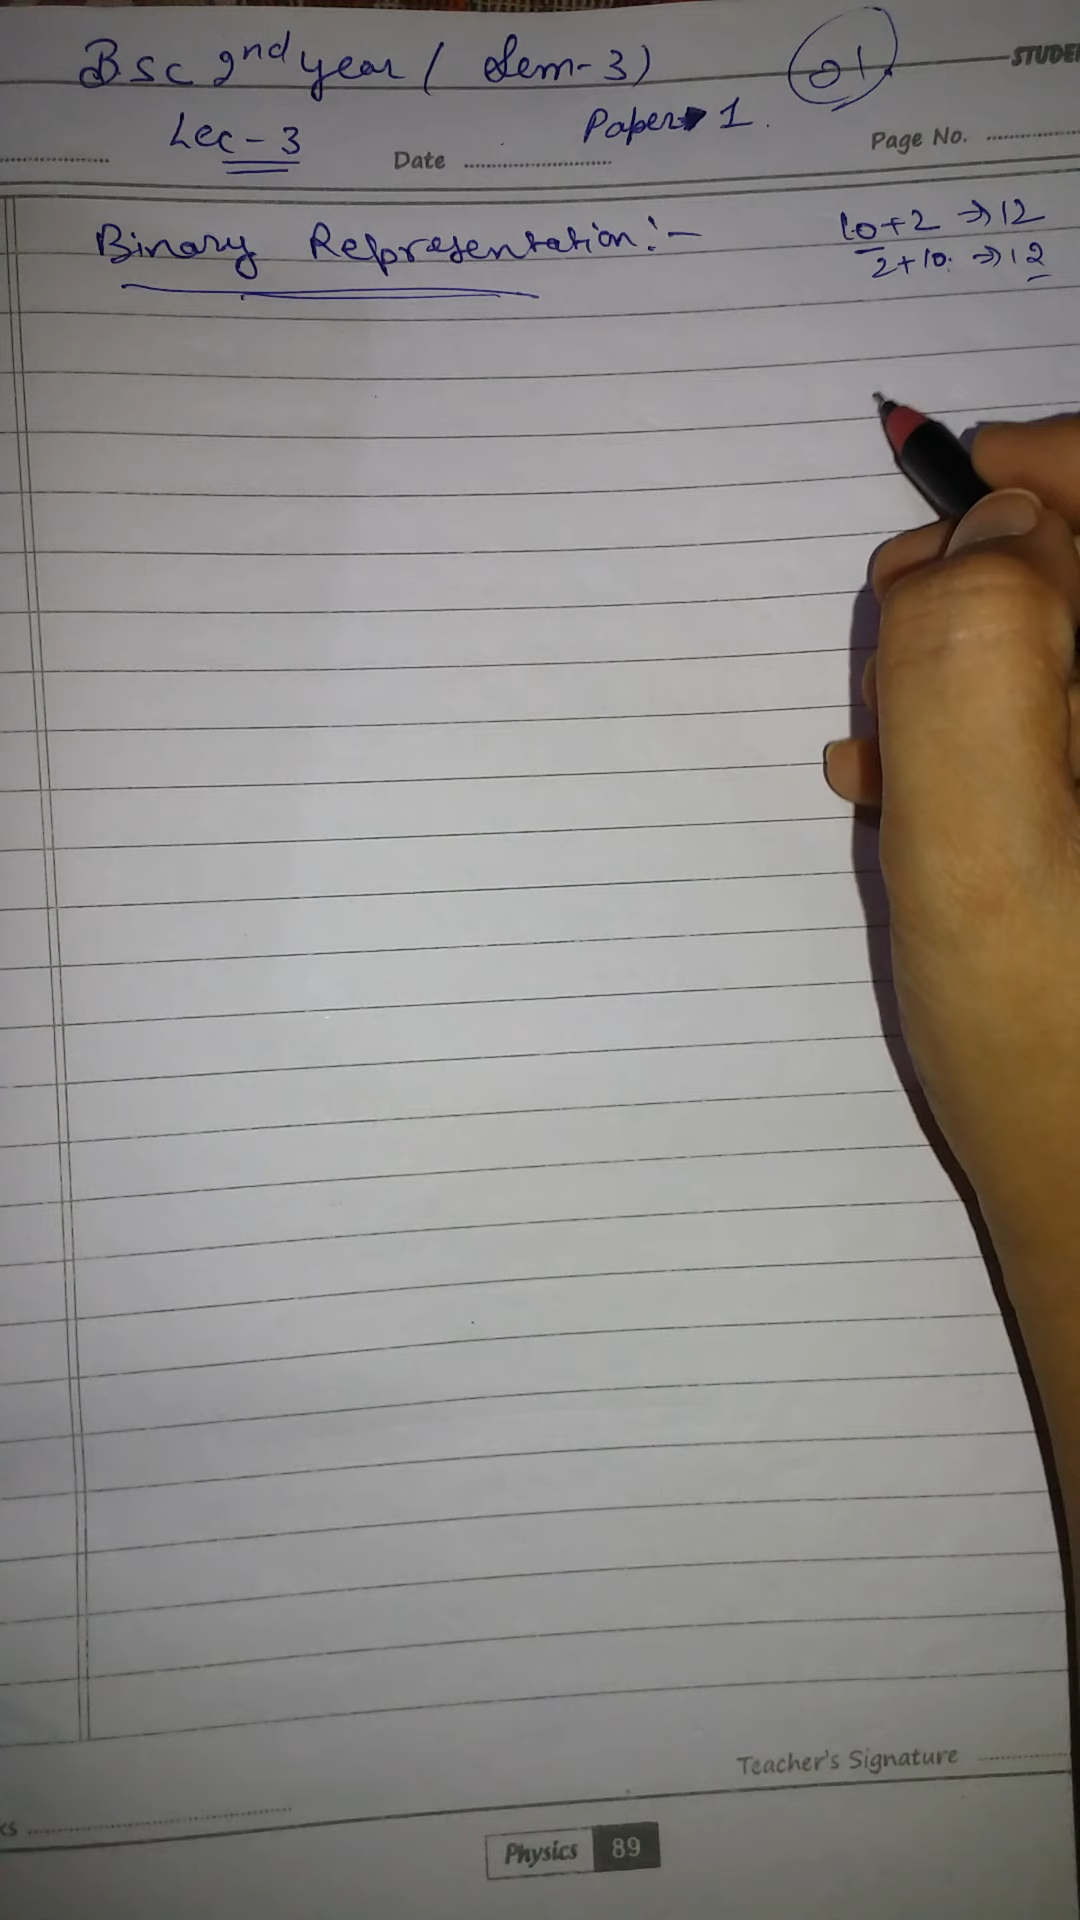 Bsc 2nd year ( Sem-3) 01
STUDE
Lec - 3 Paper 1.
Date Page No.
Binary Representation:- 10+2 ⇒ 12
2+10. ⇒ 12
Teacher's Signature
ks
Physics 89